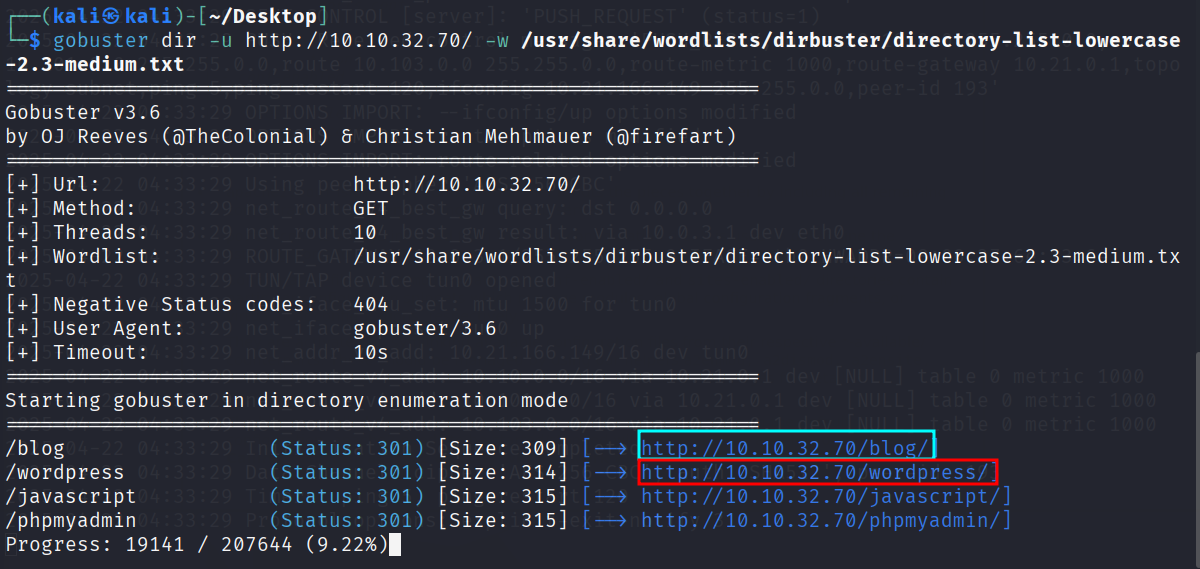 ┌──(kali㉿kali)-[~/Desktop]
└─$ gobuster dir -u http://10.10.32.70/ -w /usr/share/wordlists/dirbuster/directory-list-lowercase
-2.3-medium.txt
===============================================================
Gobuster v3.6
by OJ Reeves (@TheColonial) & Christian Mehlmauer (@firefart)
===============================================================
[+] Url:                     http://10.10.32.70/
[+] Method:                  GET
[+] Threads:                 10
[+] Wordlist:                /usr/share/wordlists/dirbuster/directory-list-lowercase-2.3-medium.tx
t
[+] Negative Status codes:   404
[+] User Agent:              gobuster/3.6
[+] Timeout:                 10s
===============================================================
Starting gobuster in directory enumeration mode
===============================================================
/blog                 (Status: 301) [Size: 309] [--> http://10.10.32.70/blog/]
/wordpress            (Status: 301) [Size: 314] [--> http://10.10.32.70/wordpress/]
/javascript           (Status: 301) [Size: 315] [--> http://10.10.32.70/javascript/]
/phpmyadmin           (Status: 301) [Size: 315] [--> http://10.10.32.70/phpmyadmin/]
Progress: 19141 / 207644 (9.22%)